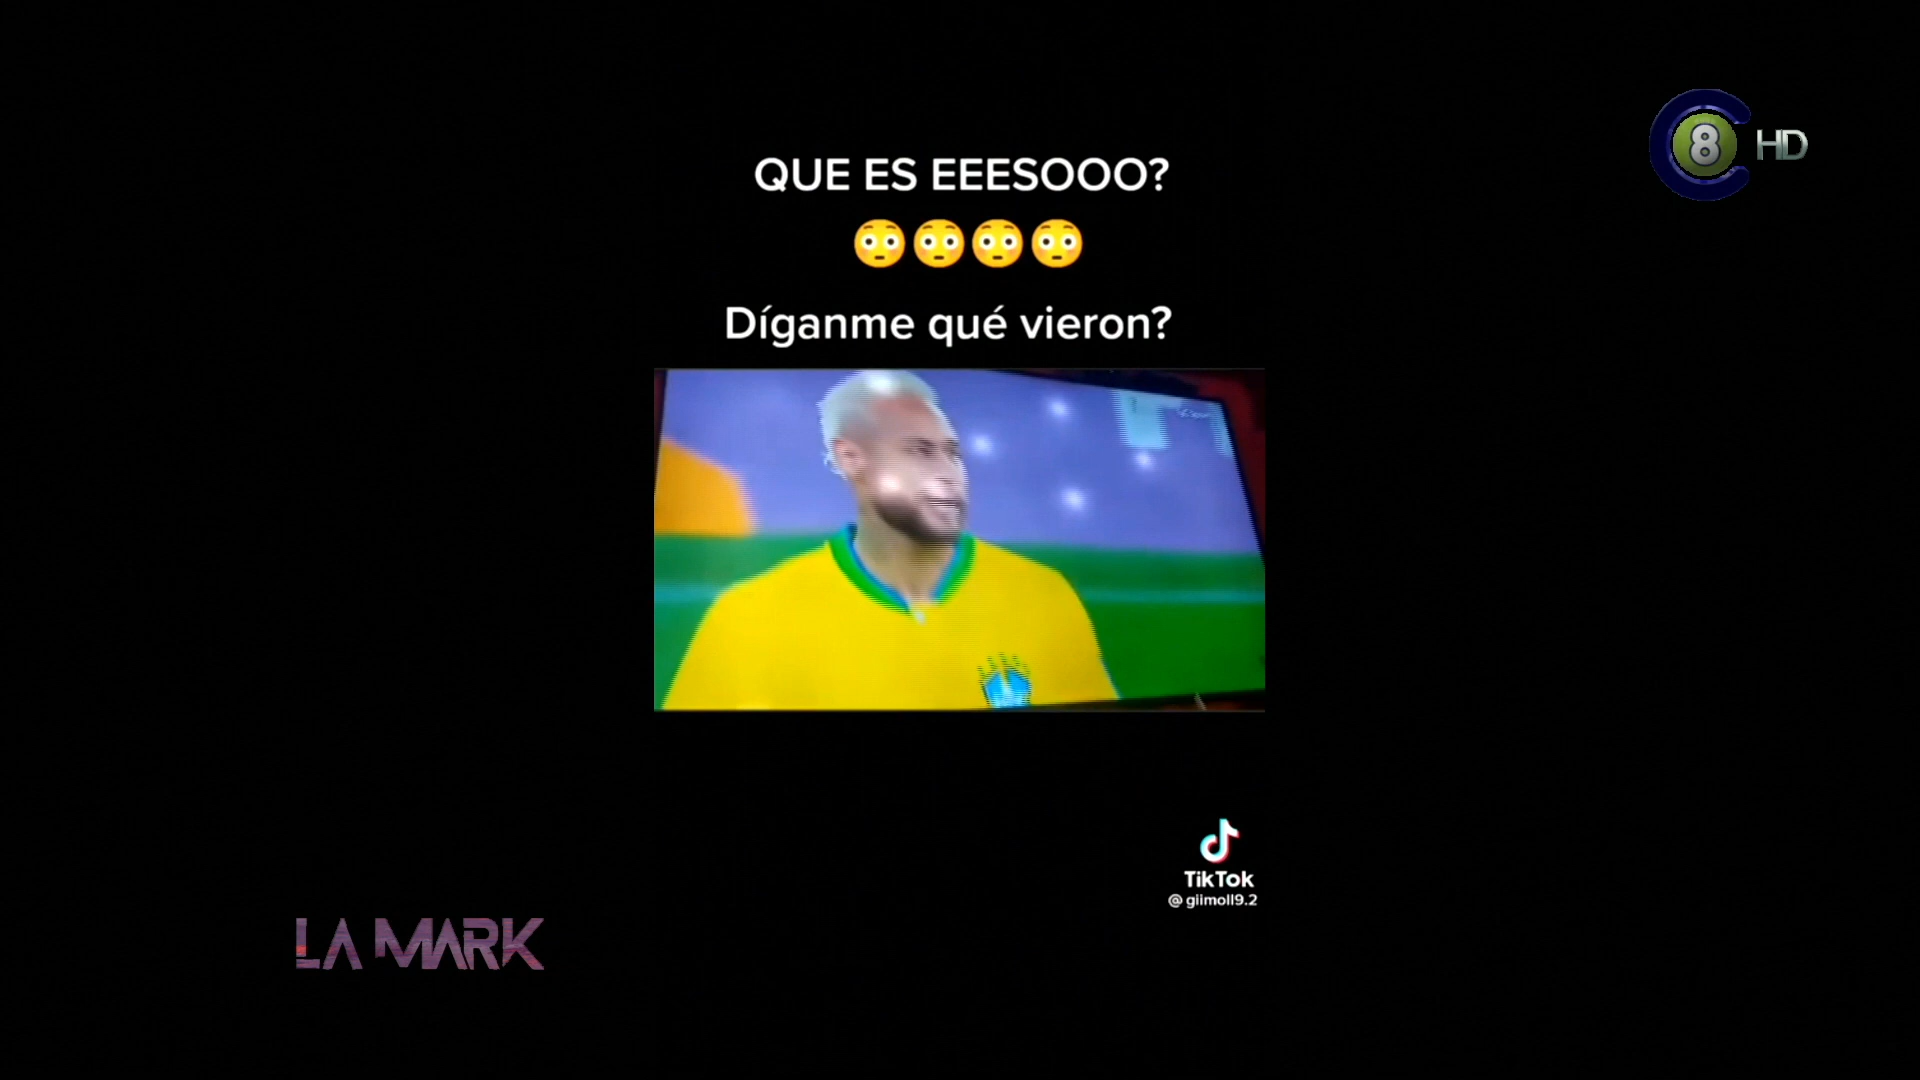 QUE ES EEESOOO?
Díganme qué vieron?
8 HD
TikTok
@giimoll9.2
LA MARK